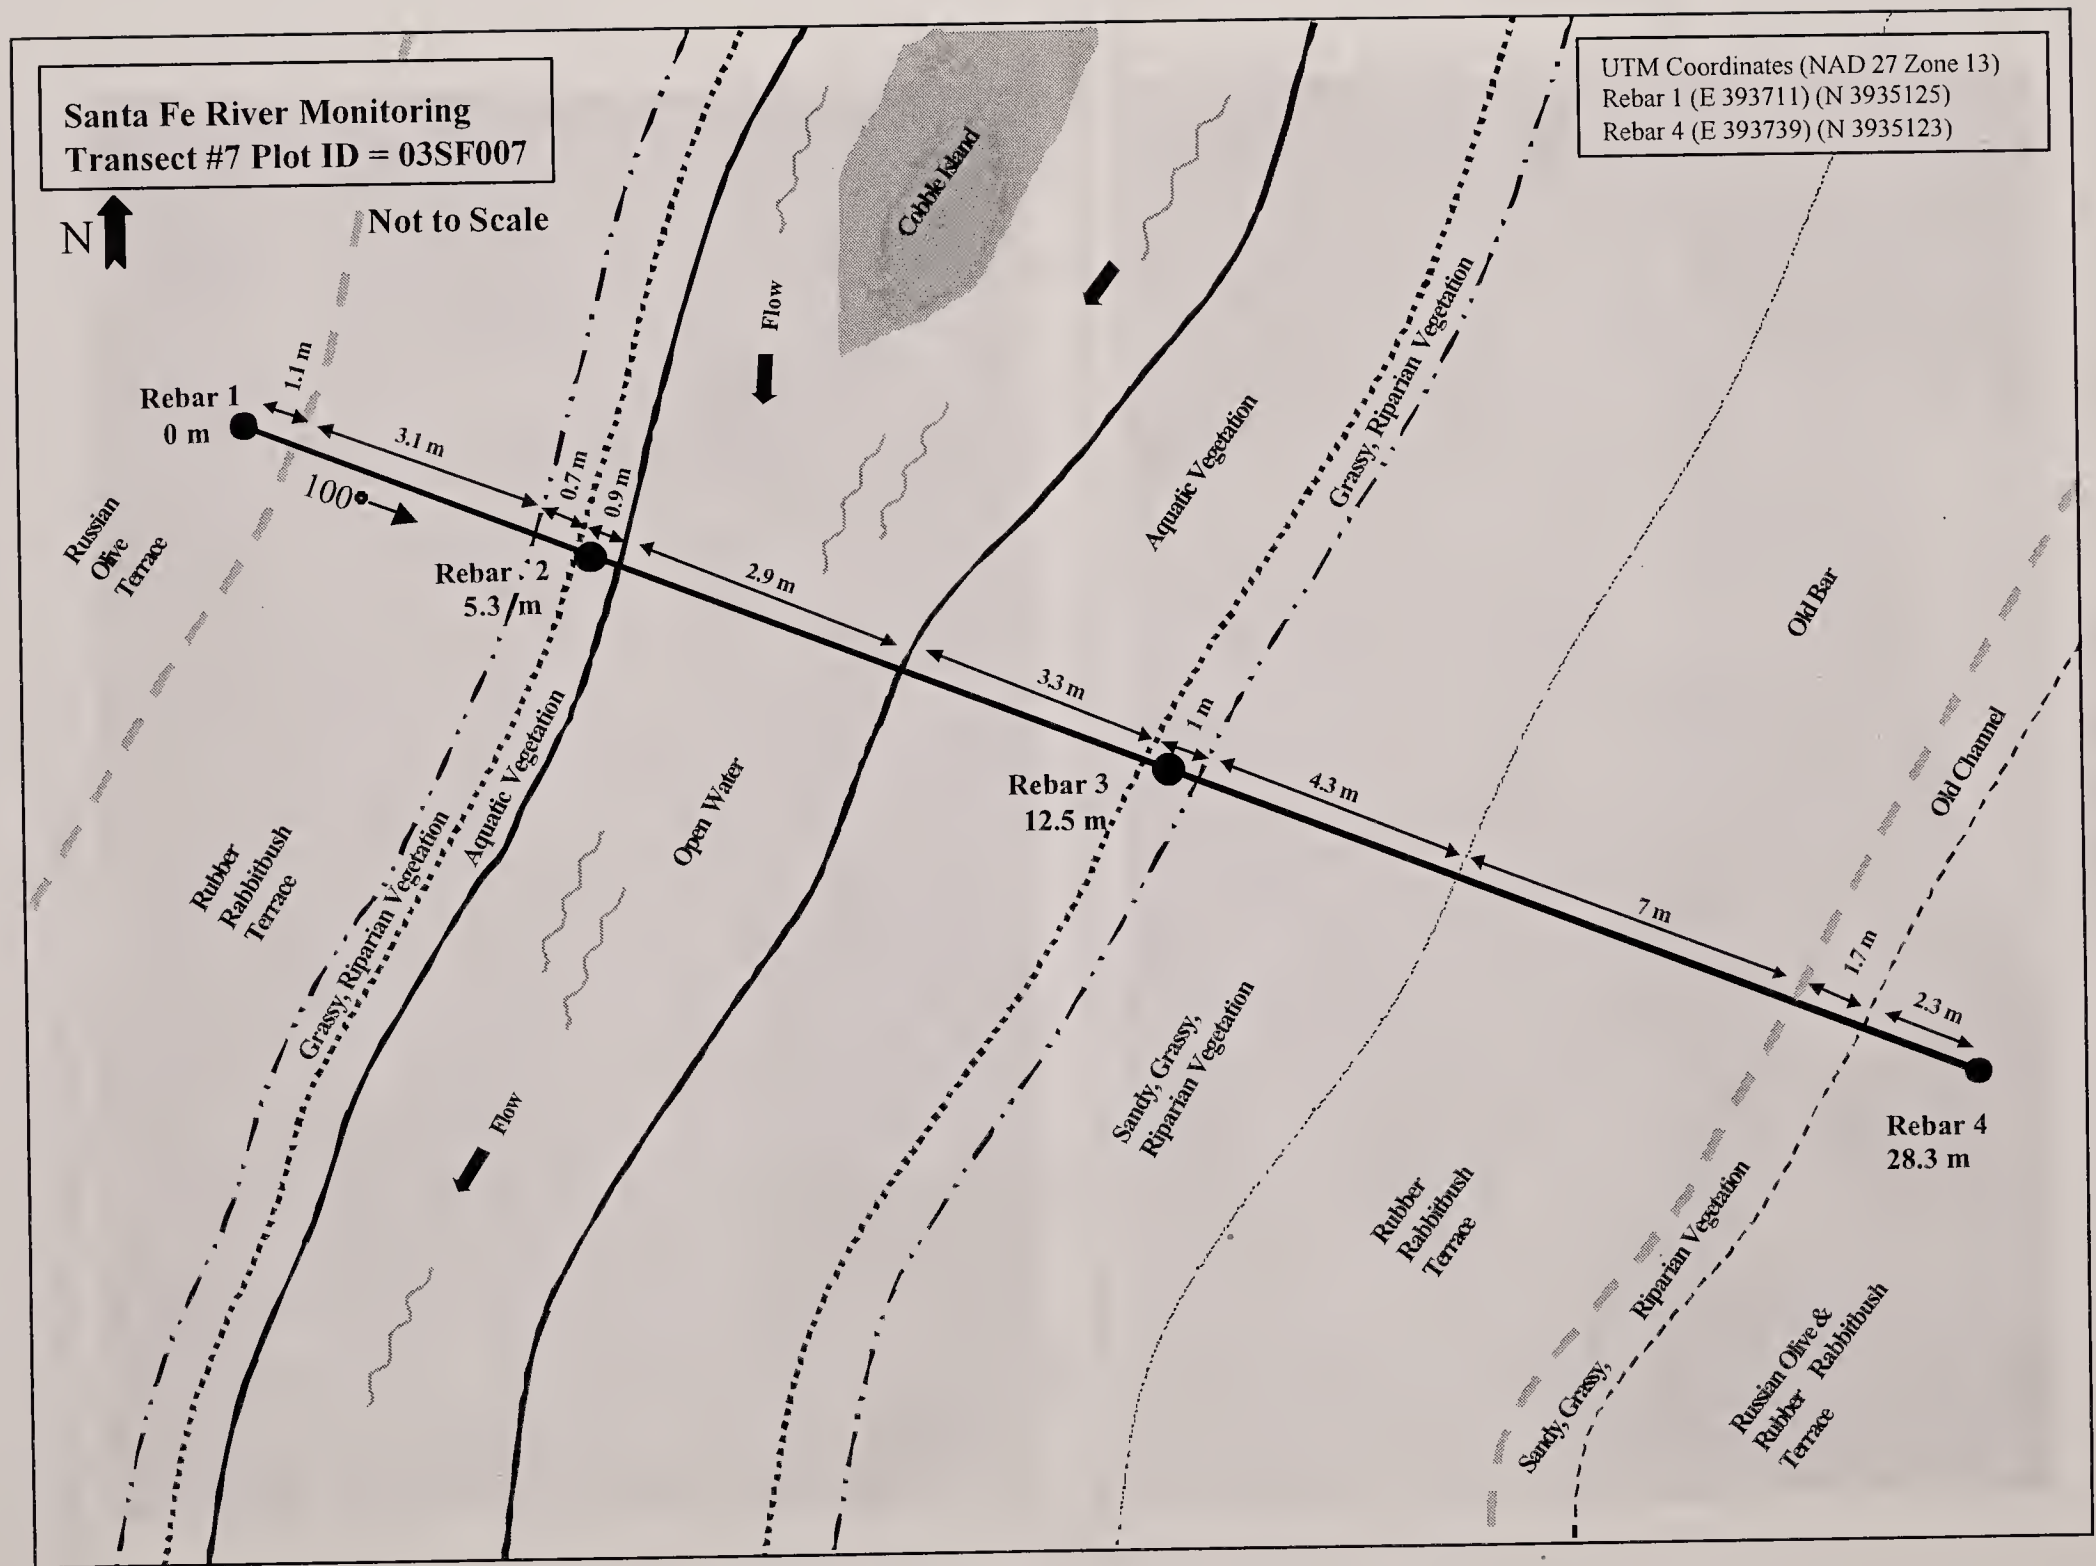 Santa Fe River Monitoring
Transect #7 Plot ID = 03SF007
UTM Coordinates (NAD 27 Zone 13)
Rebar 1 (E 393711) (N 3935125)
Rebar 4 (E 393739) (N 3935123)
N
Not to Scale
Cobble Island
Flow
Rebar 1
0 m
1.1 m
3.1 m
100°
0.7 m
0.9 m
Rebar 2
5.3 m
2.9 m
3.3 m
1 m
Rebar 3
12.5 m
4.3 m
7 m
1.7 m
2.3 m
Rebar 4
28.3 m
Russian
Olive
Terrace
Rubber
Rabbitbush
Terrace
Grassy, Riparian Vegetation
Aquatic Vegetation
Open Water
Flow
Aquatic Vegetation
Grassy, Riparian Vegetation
Sandy, Grassy,
Riparian Vegetation
Old Bar
Rubber
Rabbitbush
Terrace
Old Channel
Sandy, Grassy,
Riparian Vegetation
Russian Olive &
Rubber Rabbitbush
Terrace